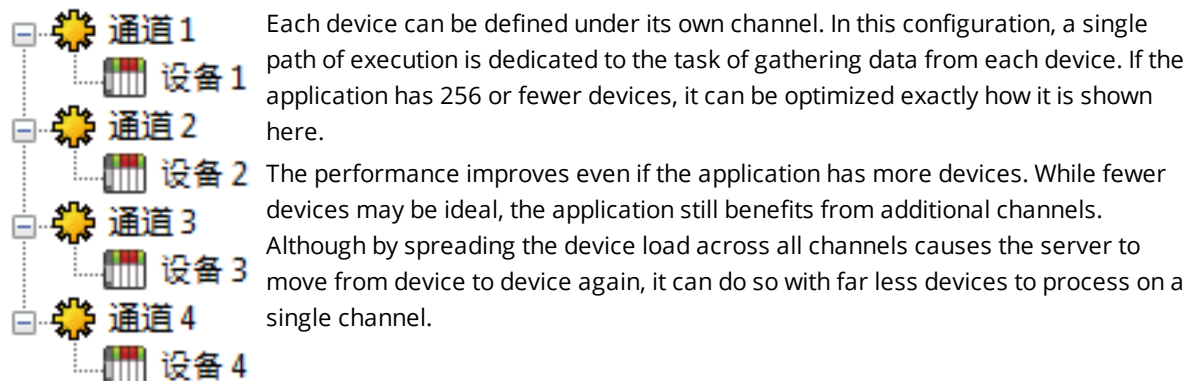 通道 1
设备 1
通道 2
设备 2
通道 3
设备 3
通道 4
设备 4
Each device can be defined under its own channel. In this configuration, a single
path of execution is dedicated to the task of gathering data from each device. If the
application has 256 or fewer devices, it can be optimized exactly how it is shown
here.
The performance improves even if the application has more devices. While fewer
devices may be ideal, the application still benefits from additional channels.
Although by spreading the device load across all channels causes the server to
move from device to device again, it can do so with far less devices to process on a
single channel.